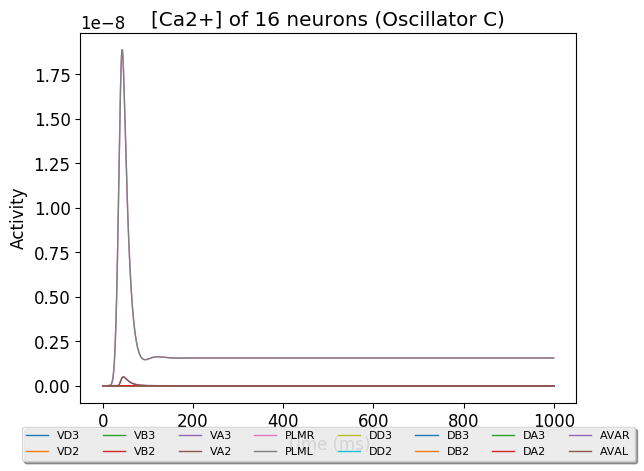 [Ca2+] of 16 neurons (Oscillator C)
1e−8
1.75
1.50
1.25
1.00
0.75
0.50
0.25
0.00
Activity
0 200 400 600 800 1000
Time (ms)
VD3 VB3 VA3 PLMR DD3 DB3 DA3 AVAR
VD2 VB2 VA2 PLML DD2 DB2 DA2 AVAL